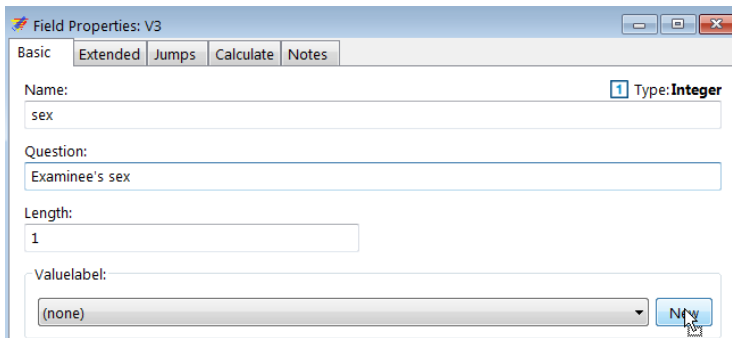 Field Properties: V3
Basic Extended Jumps Calculate Notes
Name: 1 Type:Integer
sex
Question:
Examinee's sex
Length:
1
Valuelabel:
(none) New